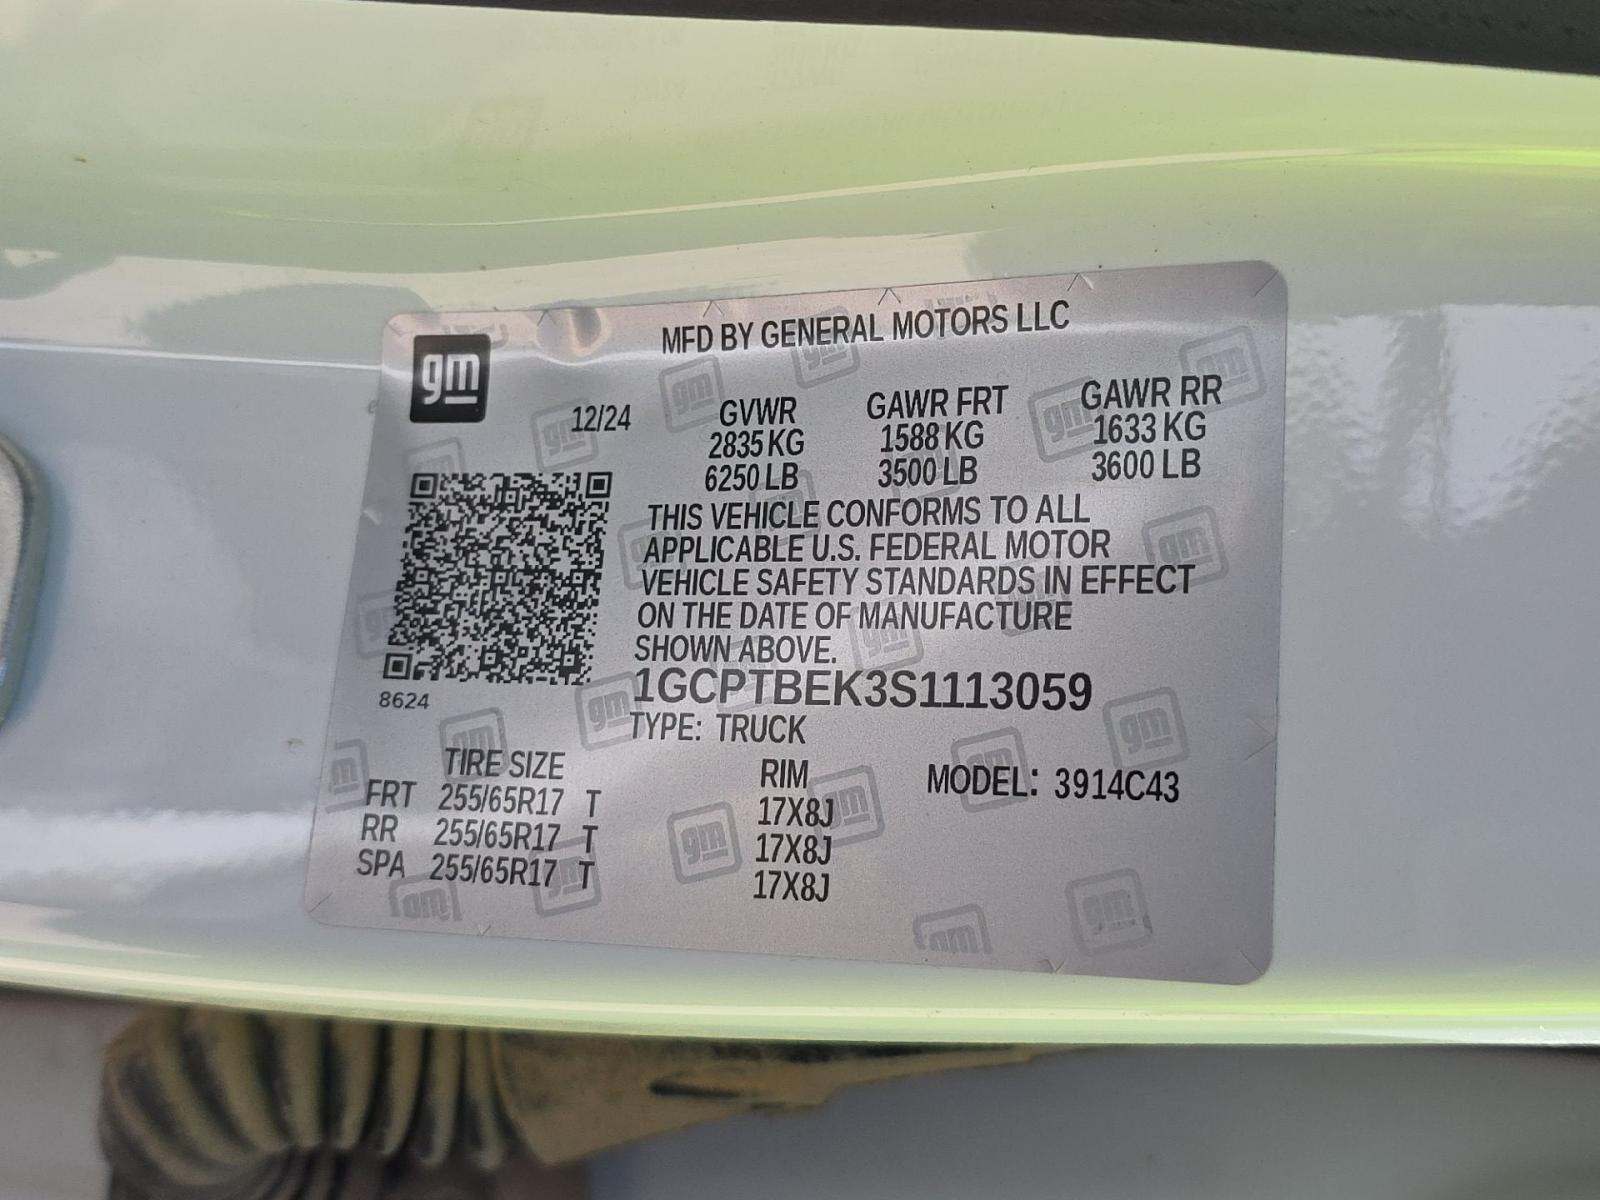 gm
MFD BY GENERAL MOTORS LLC
12/24 GVWR GAWR FRT GAWR RR
2835 KG 1588 KG 1633 KG
6250 LB 3500 LB 3600 LB
THIS VEHICLE CONFORMS TO ALL
APPLICABLE U.S. FEDERAL MOTOR
VEHICLE SAFETY STANDARDS IN EFFECT
ON THE DATE OF MANUFACTURE
SHOWN ABOVE.
8624
1GCPTBEK3S1113059
TYPE: TRUCK
TIRE SIZE RIM MODEL: 3914C43
FRT 255/65R17 T 17X8J
RR 255/65R17 T 17X8J
SPA 255/65R17 T 17X8J